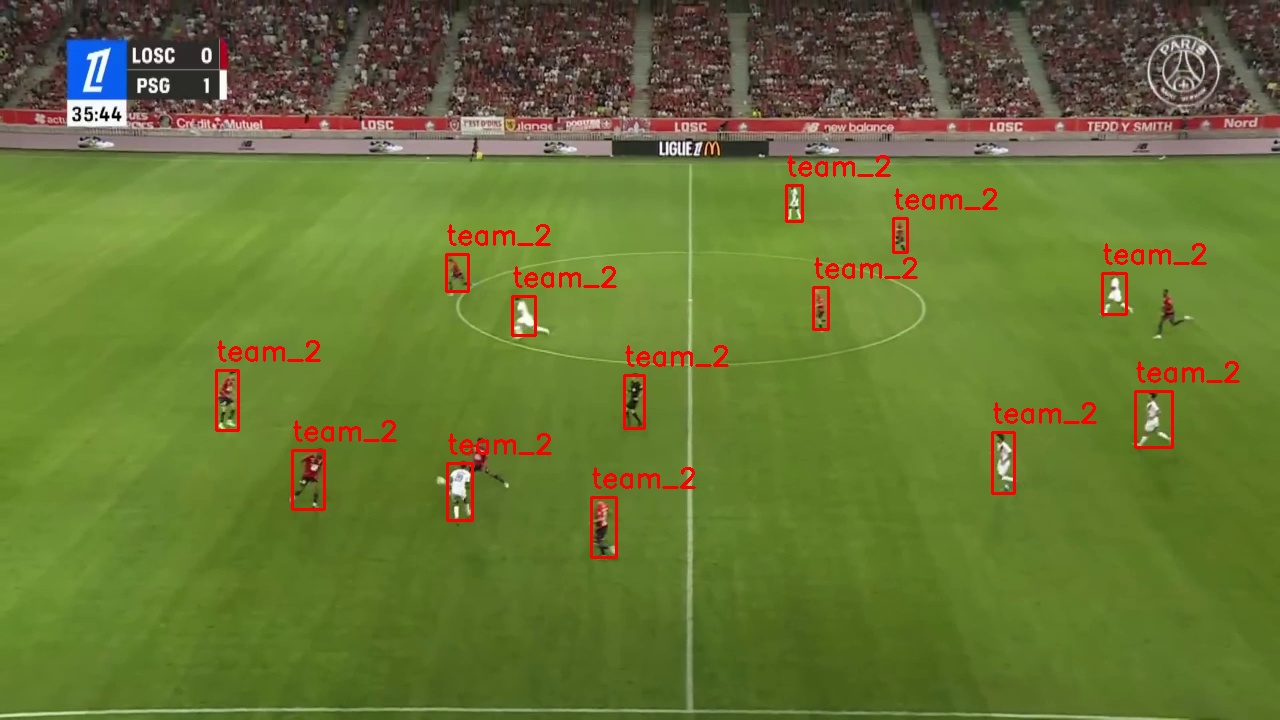 LOSC 0
PSG 1
35:44
PARIS
Crédit Mutuel
LOSC
LOSC
new balance
LOSC
TEDDY SMITH
Nord
LIGUE 1
team_2
team_2
team_2
team_2
team_2
team_2
team_2
team_2
team_2
team_2
team_2
team_2
team_2
team_2